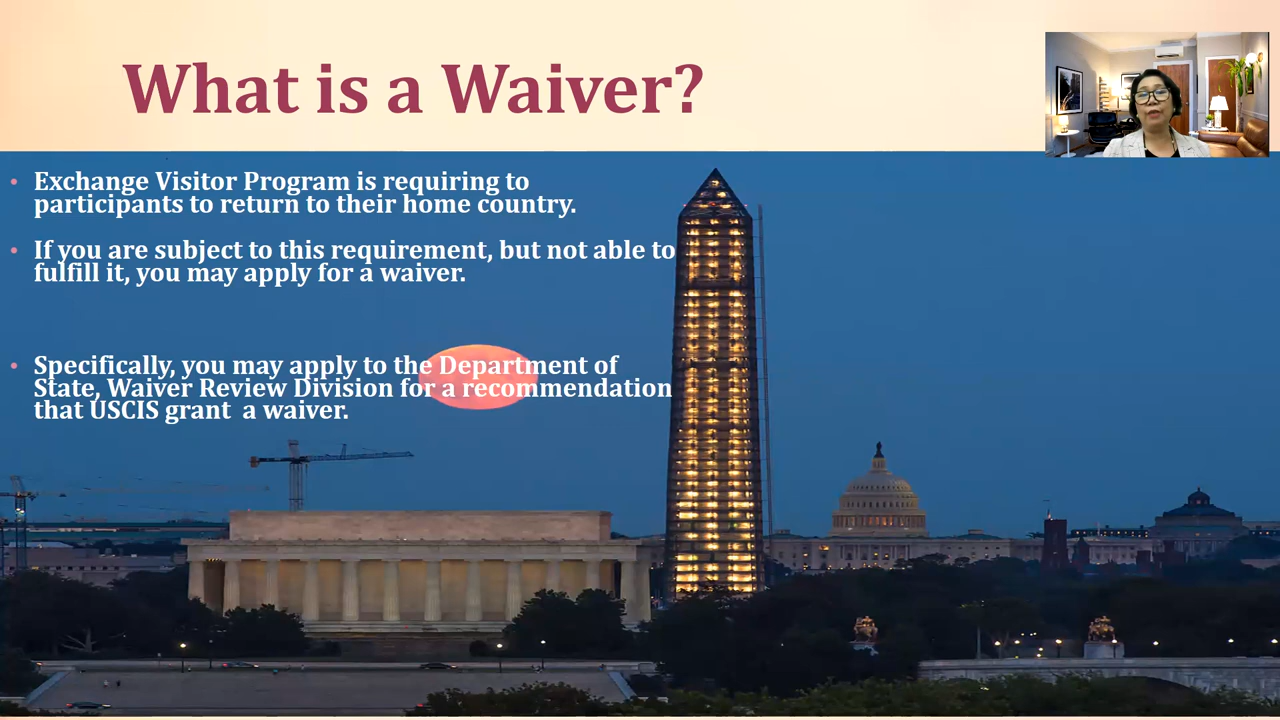 What is a Waiver?
• Exchange Visitor Program is requiring to
participants to return to their home country.
• If you are subject to this requirement, but not able to
fulfill it, you may apply for a waiver.
• Specifically, you may apply to the Department of
State, Waiver Review Division for a recommendation
that USCIS grant  a waiver.